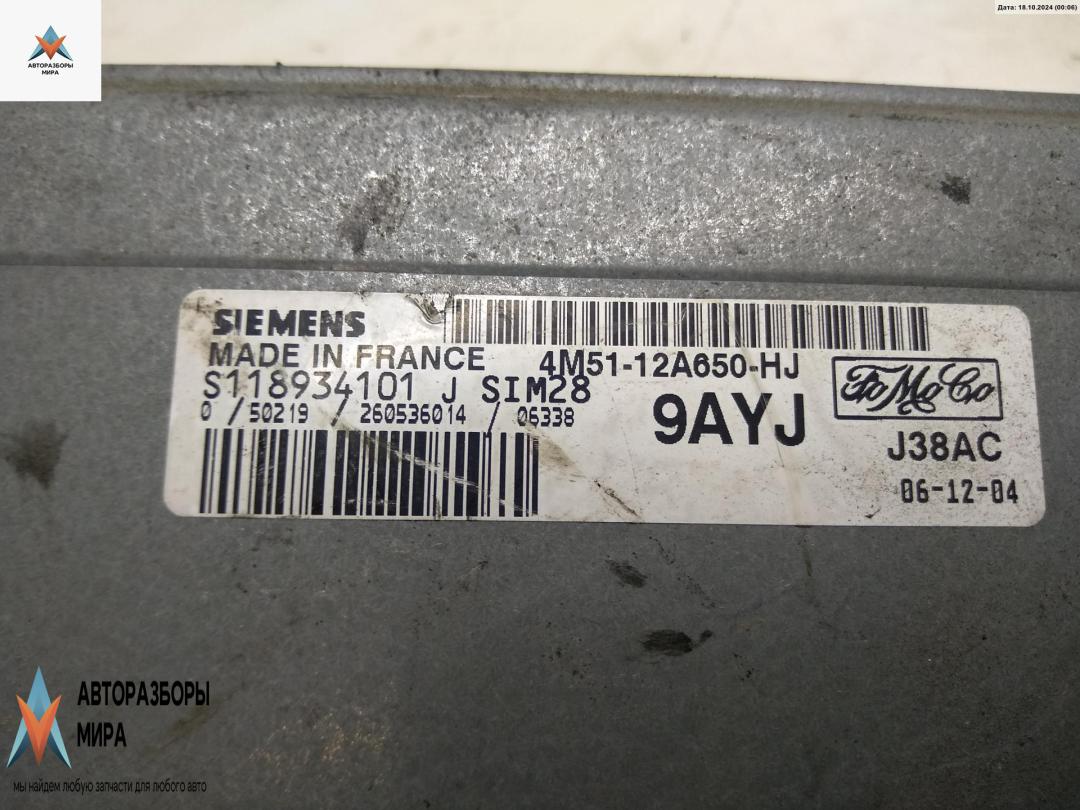 Дата: 18.10.2024 (00:06)
АВТОРАЗБОРЫ
МИРА
SIEMENS
MADE IN FRANCE
4M51-12A650-HJ
S118934101 J SIM28
0 / 50219 / 260536014 / 06338
9AYJ
FoMoCo
J38AC
06-12-04
АВТОРАЗБОРЫ
МИРА
мы найдем любую запчасти для любого авто